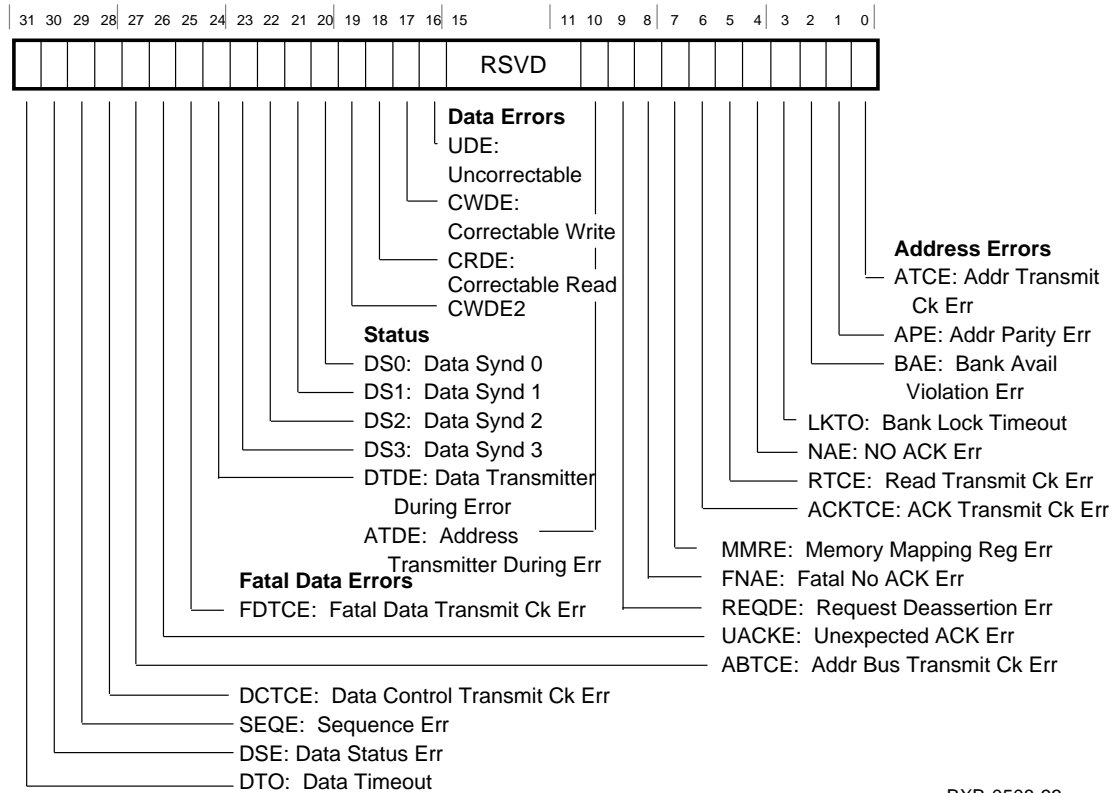 31 30 29 28 27 26 25 24 23 22 21 20 19 18 17 16 15 11 10 9 8 7 6 5 4 3 2 1 0
RSVD
Data Errors
UDE:
Uncorrectable
CWDE:
Correctable Write
CRDE:
Correctable Read
CWDE2
Status
DS0: Data Synd 0
DS1: Data Synd 1
DS2: Data Synd 2
DS3: Data Synd 3
DTDE: Data Transmitter
During Error
ATDE: Address
Transmitter During Err
Fatal Data Errors
FDTCE: Fatal Data Transmit Ck Err
DCTCE: Data Control Transmit Ck Err
SEQE: Sequence Err
DSE: Data Status Err
DTO: Data Timeout
Address Errors
ATCE: Addr Transmit
Ck Err
APE: Addr Parity Err
BAE: Bank Avail
Violation Err
LKTO: Bank Lock Timeout
NAE: NO ACK Err
RTCE: Read Transmit Ck Err
ACKTCE: ACK Transmit Ck Err
MMRE: Memory Mapping Reg Err
FNAE: Fatal No ACK Err
REQDE: Request Deassertion Err
UACKE: Unexpected ACK Err
ABTCE: Addr Bus Transmit Ck Err